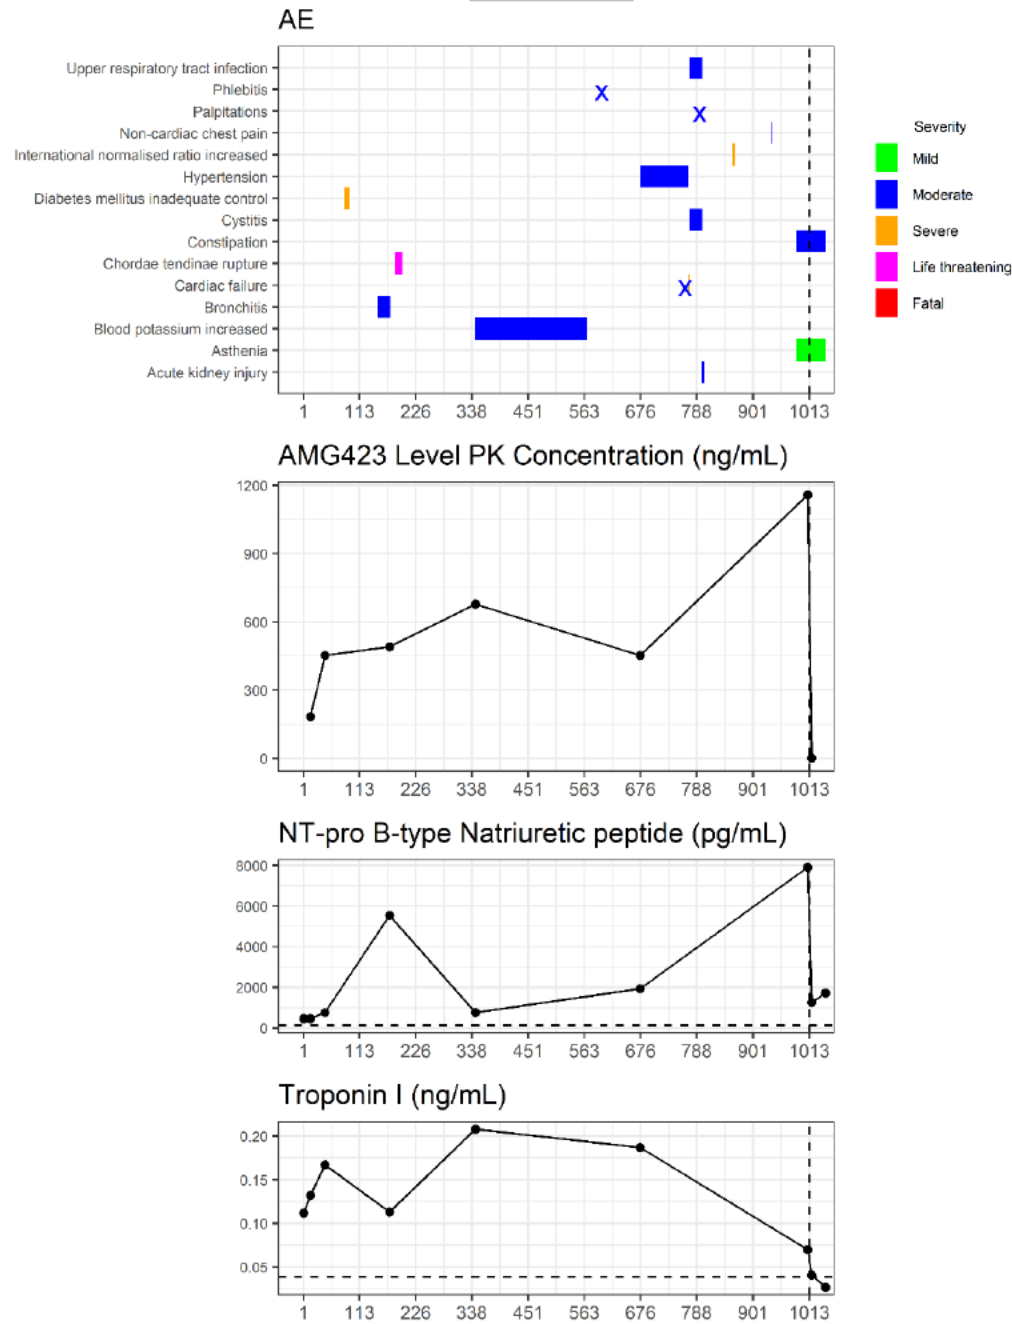 AE
Upper respiratory tract infection
Phlebitis
Palpitations
Non-cardiac chest pain
International normalised ratio increased
Hypertension
Diabetes mellitus inadequate control
Cystitis
Constipation
Chordae tendinae rupture
Cardiac failure
Bronchitis
Blood potassium increased
Asthenia
Acute kidney injury
X
X
X
1 113 226 338 451 563 676 788 901 1013
Severity
Mild
Moderate
Severe
Life threatening
Fatal
AMG423 Level PK Concentration (ng/mL)
1200
900
600
300
0
1 113 226 338 451 563 676 788 901 1013
NT-pro B-type Natriuretic peptide (pg/mL)
8000
6000
4000
2000
0
1 113 226 338 451 563 676 788 901 1013
Troponin I (ng/mL)
0.20
0.15
0.10
0.05
1 113 226 338 451 563 676 788 901 1013